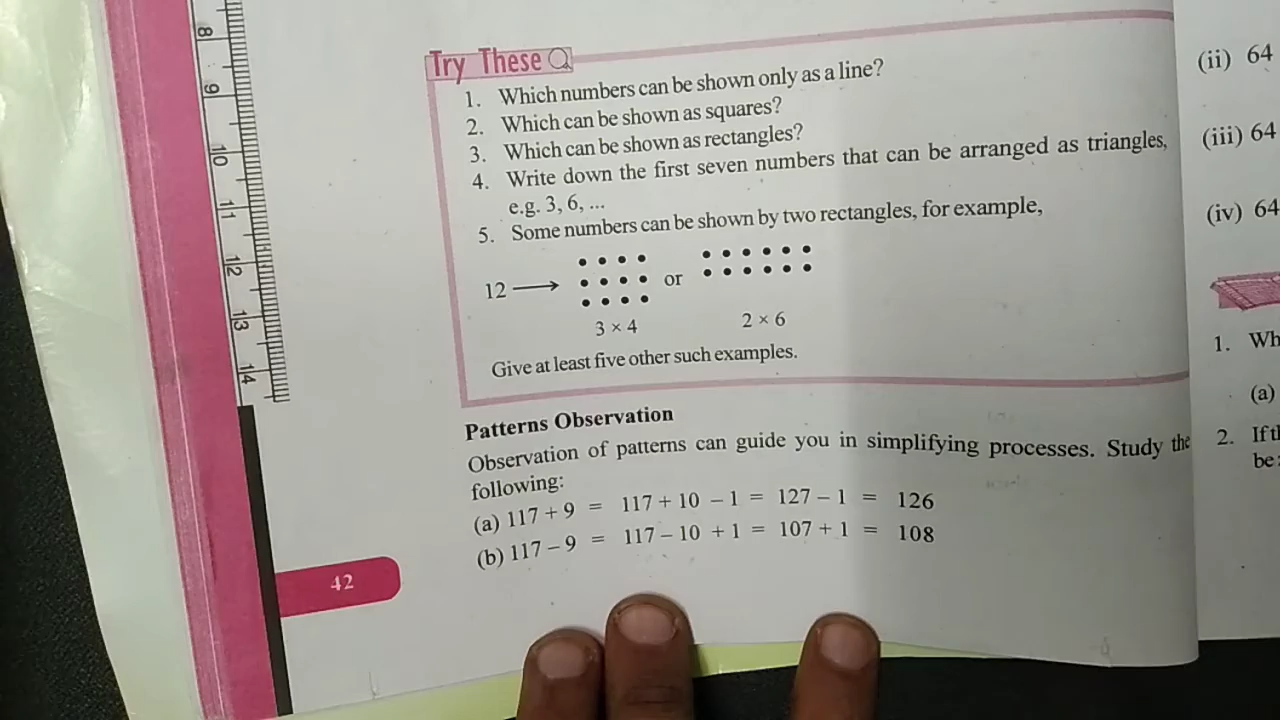 8
9
10
11
12
13
14
Try These
1. Which numbers can be shown only as a line?
2. Which can be shown as squares?
3. Which can be shown as rectangles?
4. Write down the first seven numbers that can be arranged as triangles,
e.g. 3, 6, ...
5. Some numbers can be shown by two rectangles, for example,
12 ⟶ or
3 × 4 2 × 6
Give at least five other such examples.
Patterns Observation
Observation of patterns can guide you in simplifying processes. Study the
following:
(a) 117 + 9 = 117 + 10 – 1 = 127 – 1 = 126
(b) 117 – 9 = 117 – 10 + 1 = 107 + 1 = 108
42
(ii) 64
(iii) 64
(iv) 64
1. Wh
(a)
2. If th
be